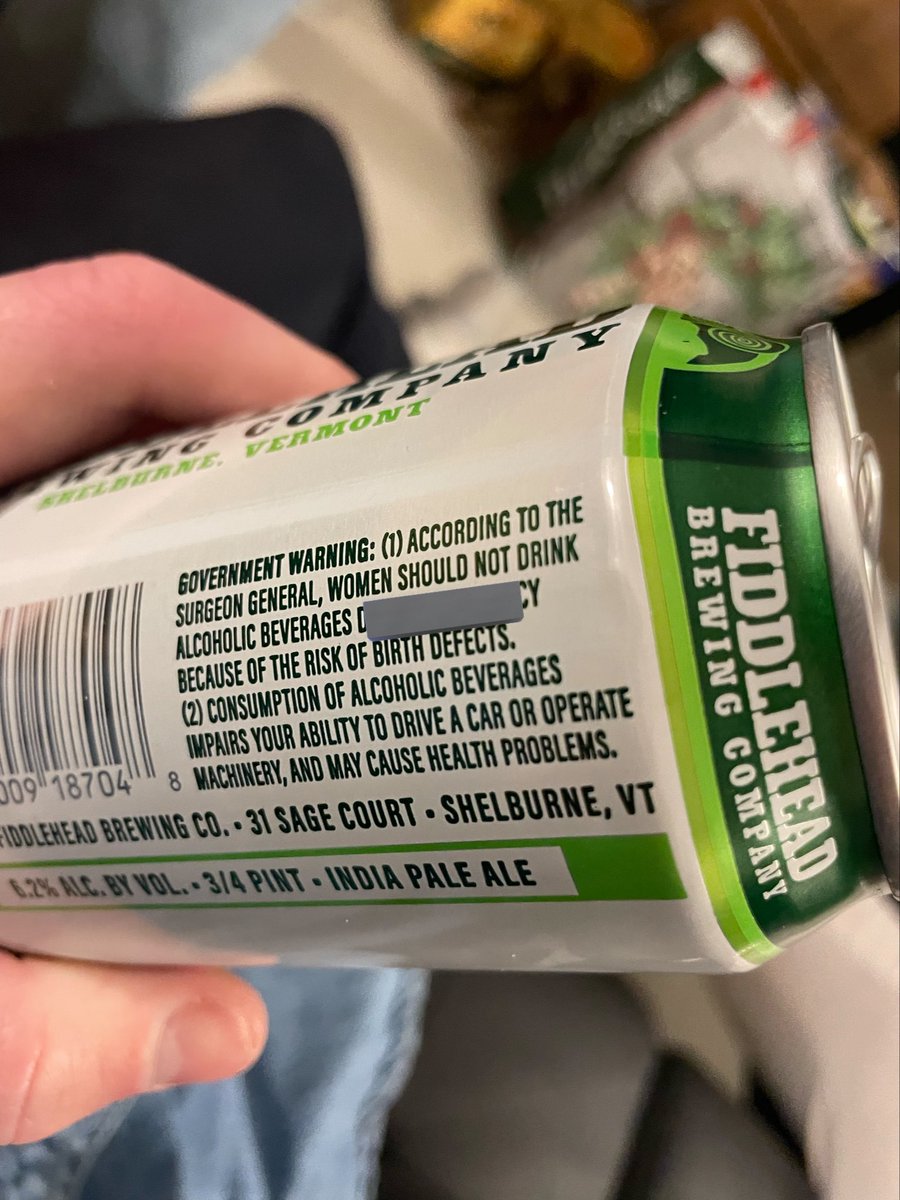 WING COMPANY
SHELBURNE, VERMONT
GOVERNMENT WARNING: (1) ACCORDING TO THE
SURGEON GENERAL, WOMEN SHOULD NOT DRINK
ALCOHOLIC BEVERAGES D CY
BECAUSE OF THE RISK OF BIRTH DEFECTS.
(2) CONSUMPTION OF ALCOHOLIC BEVERAGES
IMPAIRS YOUR ABILITY TO DRIVE A CAR OR OPERATE
MACHINERY, AND MAY CAUSE HEALTH PROBLEMS.
009 18704 8
FIDDLEHEAD BREWING CO. • 31 SAGE COURT • SHELBURNE, VT
6.2% ALC. BY VOL. • 3/4 PINT • INDIA PALE ALE
FIDDLEHEAD
BREWING COMPANY